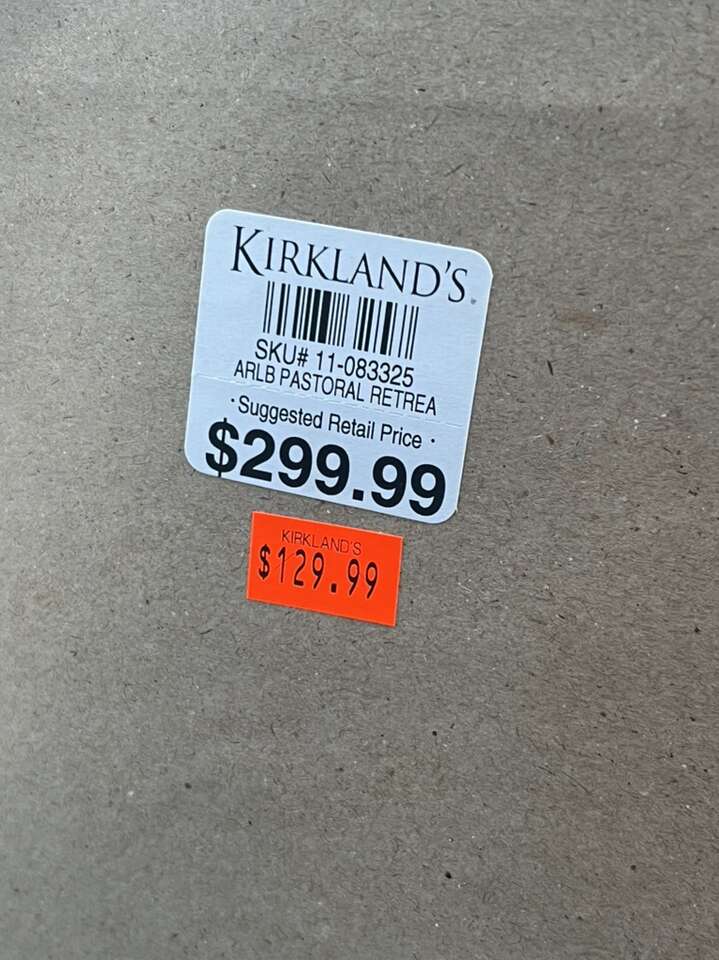 KIRKLAND'S
SKU# 11-083325
ARLB PASTORAL RETREA
· Suggested Retail Price ·
$299.99
KIRKLAND'S
$129.99